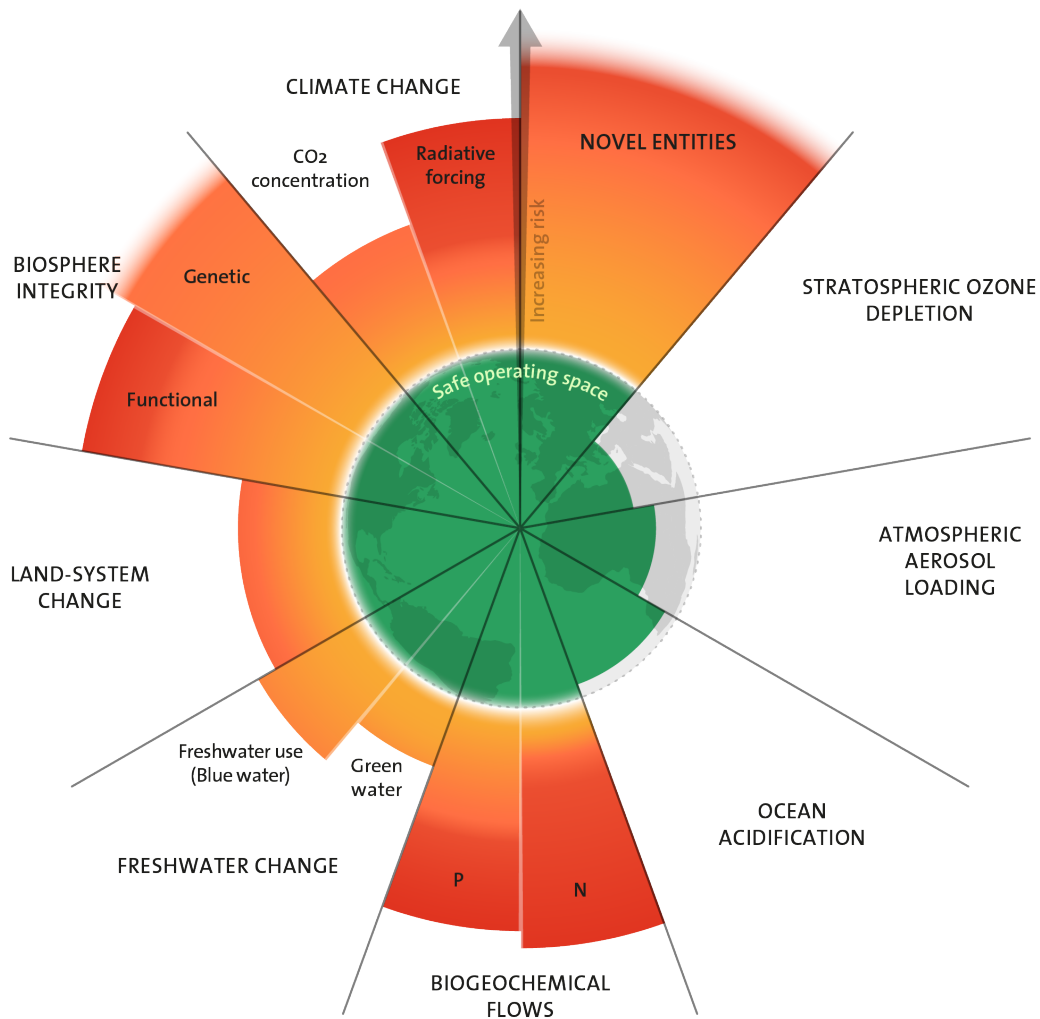 CLIMATE CHANGE
CO2
concentration
Radiative
forcing
NOVEL ENTITIES
Increasing risk
BIOSPHERE
INTEGRITY
Genetic
Functional
STRATOSPHERIC OZONE
DEPLETION
Safe operating space
ATMOSPHERIC
AEROSOL
LOADING
LAND-SYSTEM
CHANGE
Freshwater use
(Blue water)
Green
water
FRESHWATER CHANGE
OCEAN
ACIDIFICATION
P
N
BIOGEOCHEMICAL
FLOWS